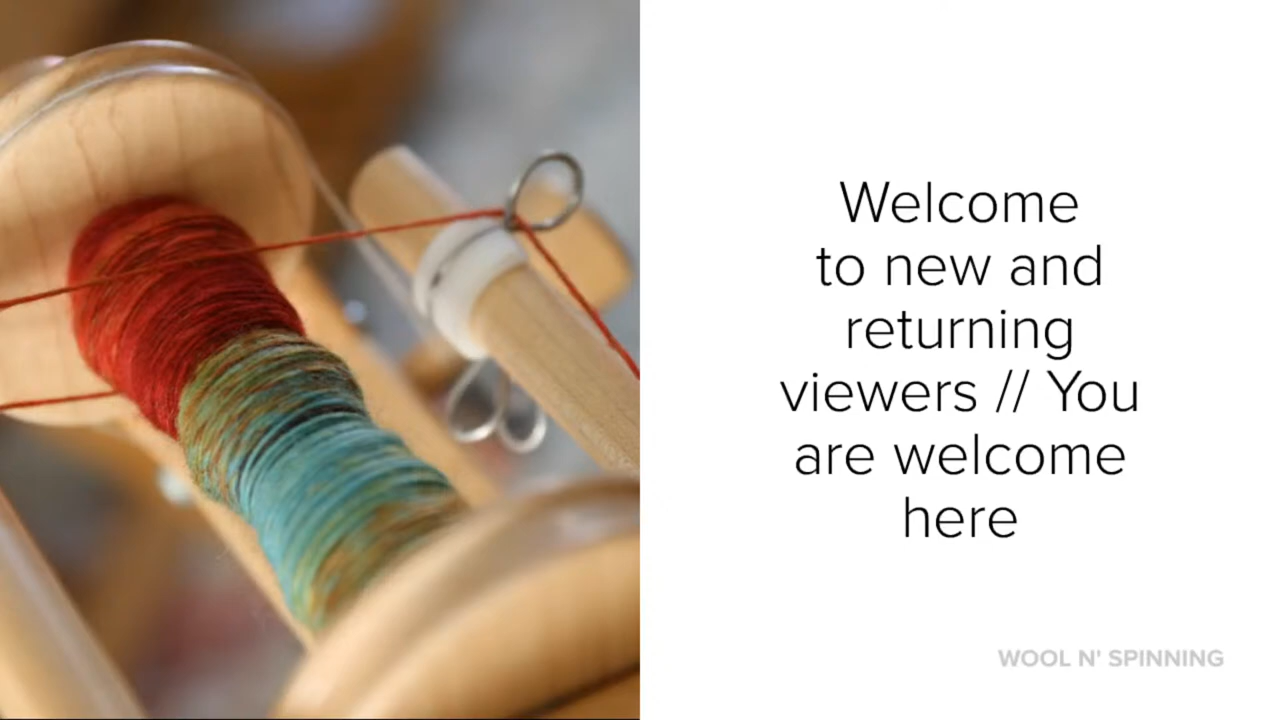 Welcome
to new and
returning
viewers // You
are welcome
here
WOOL N' SPINNING